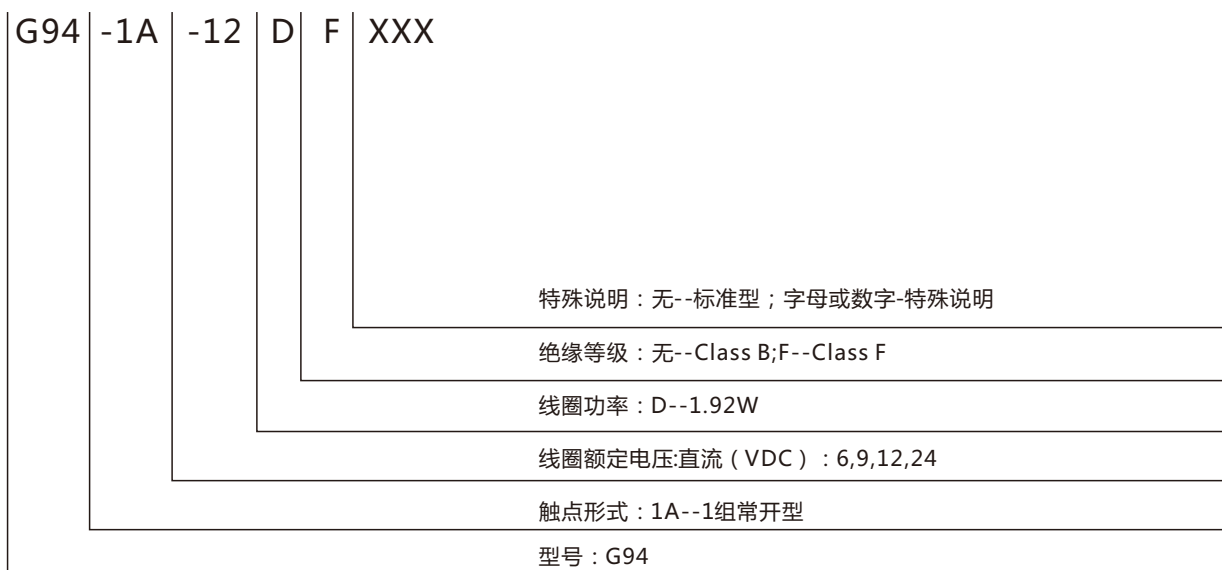 G94 -1A -12 D F XXX
特殊说明：无--标准型；字母或数字-特殊说明
绝缘等级：无--Class B;F--Class F
线圈功率：D--1.92W
线圈额定电压:直流（VDC）: 6,9,12,24
触点形式：1A--1组常开型
型号：G94